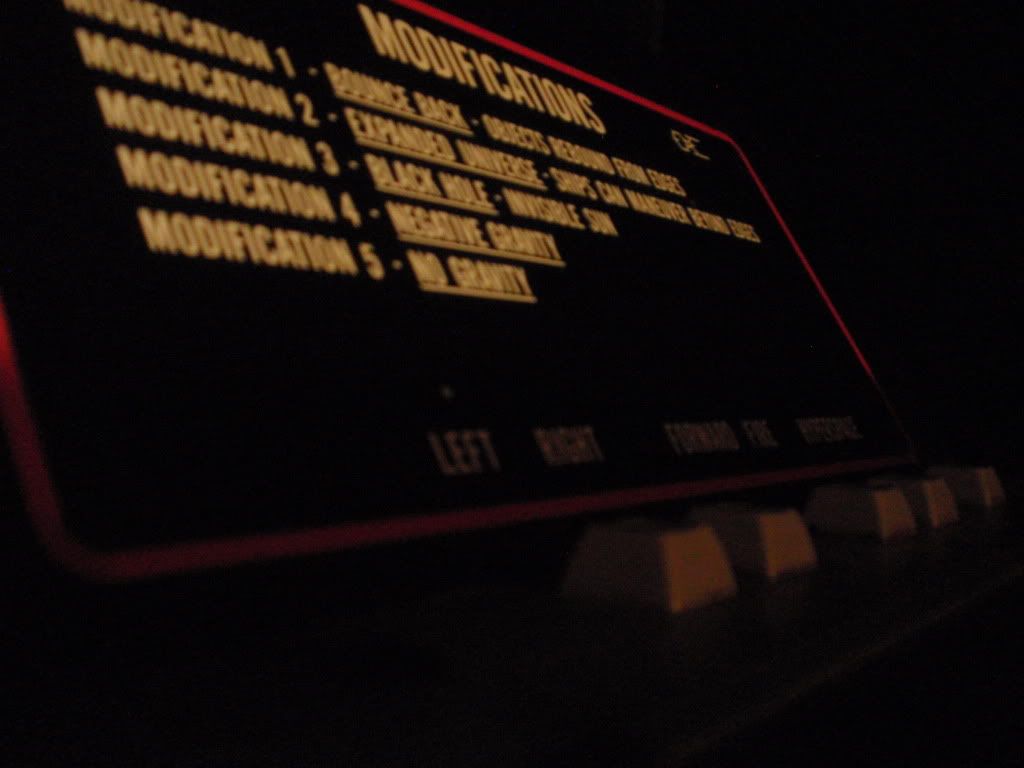 MODIFICATIONS
MODIFICATION 1 - BOUNCE BACK - OBJECTS REBOUND FROM EDGES
MODIFICATION 2 - EXPANDED UNIVERSE - SHIPS CAN MANEUVER BEYOND EDGES
MODIFICATION 3 - BLACK HOLE - INVISIBLE SUN
MODIFICATION 4 - NEGATIVE GRAVITY
MODIFICATION 5 - NO GRAVITY
LEFT RIGHT FORWARD FIRE HYPERSPACE